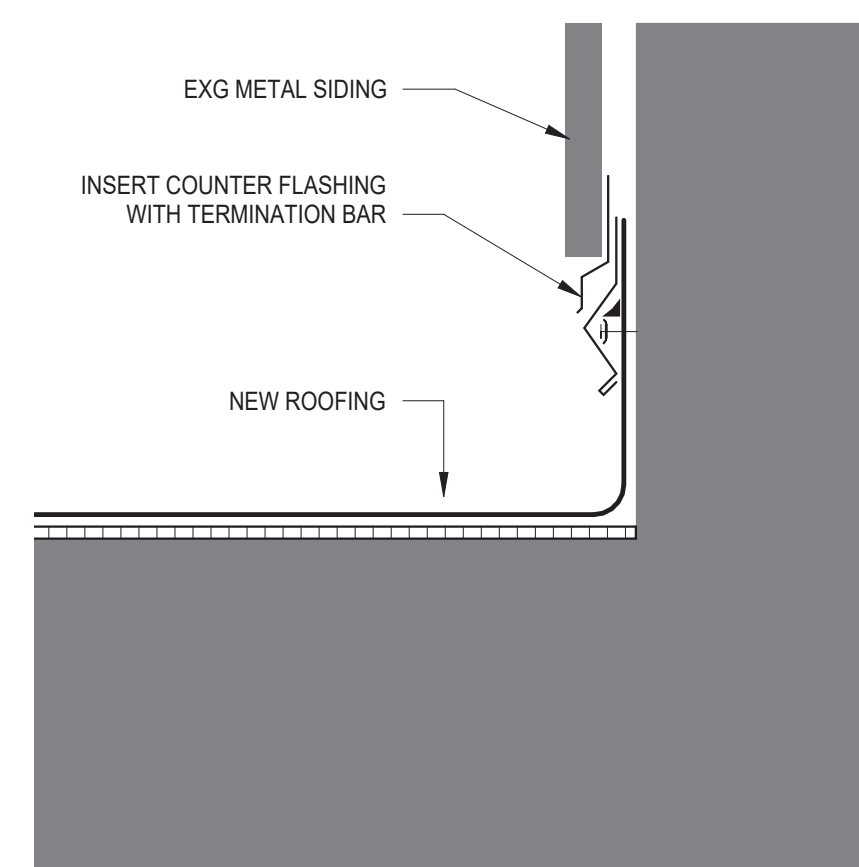 EXG METAL SIDING
INSERT COUNTER FLASHING
WITH TERMINATION BAR
NEW ROOFING